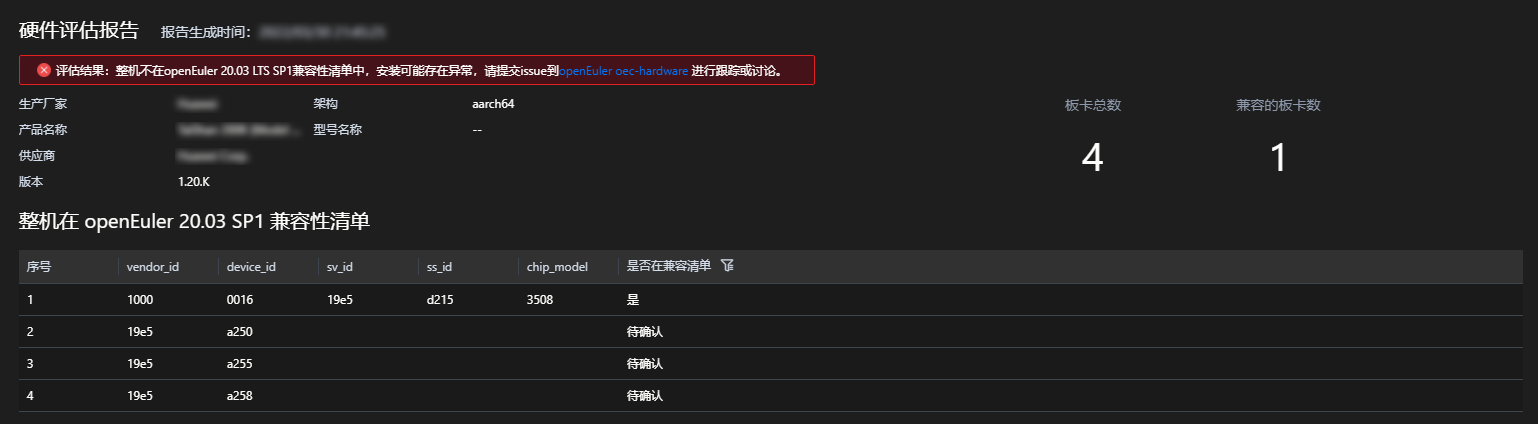 硬件评估报告 报告生成时间：
评估结果：整机不在openEuler 20.03 LTS SP1兼容性清单中，安装可能存在异常，请提交issue到openEuler oec-hardware 进行跟踪或讨论。
生产厂家 架构 aarch64
产品名称 型号名称 --
供应商
版本 1.20.K
板卡总数 兼容的板卡数
4 1
整机在 openEuler 20.03 SP1 兼容性清单
序号 vendor_id device_id sv_id ss_id chip_model 是否在兼容清单
1 1000 0016 19e5 d215 3508 是
2 19e5 a250 待确认
3 19e5 a255 待确认
4 19e5 a258 待确认